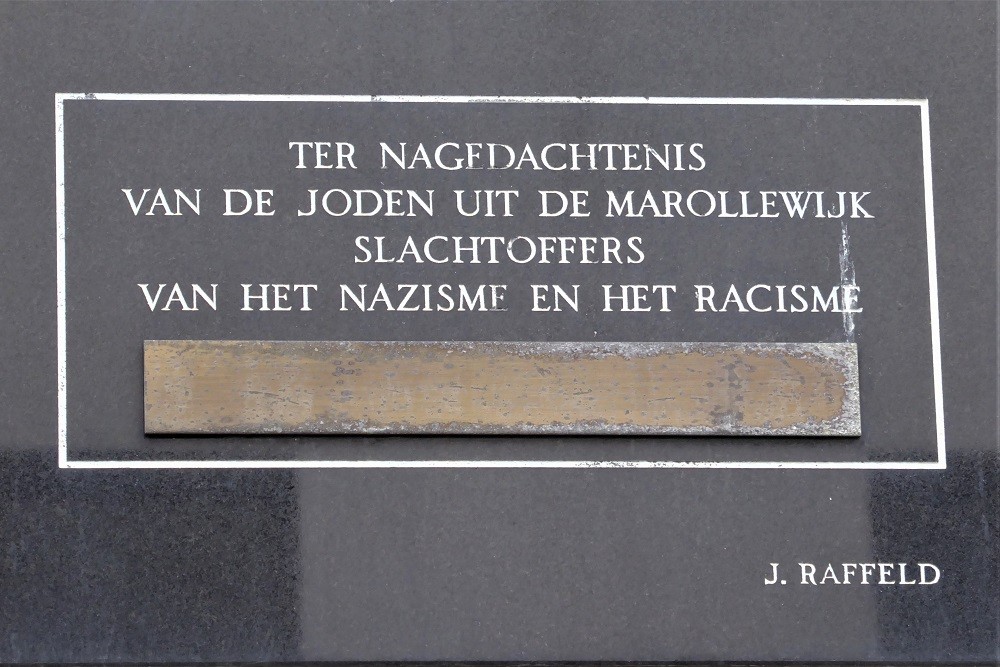 TER NAGEDACHTENIS
VAN DE JODEN UIT DE MAROLLEWIJK
SLACHTOFFERS
VAN HET NAZISME EN HET RACISME
J. RAFFELD